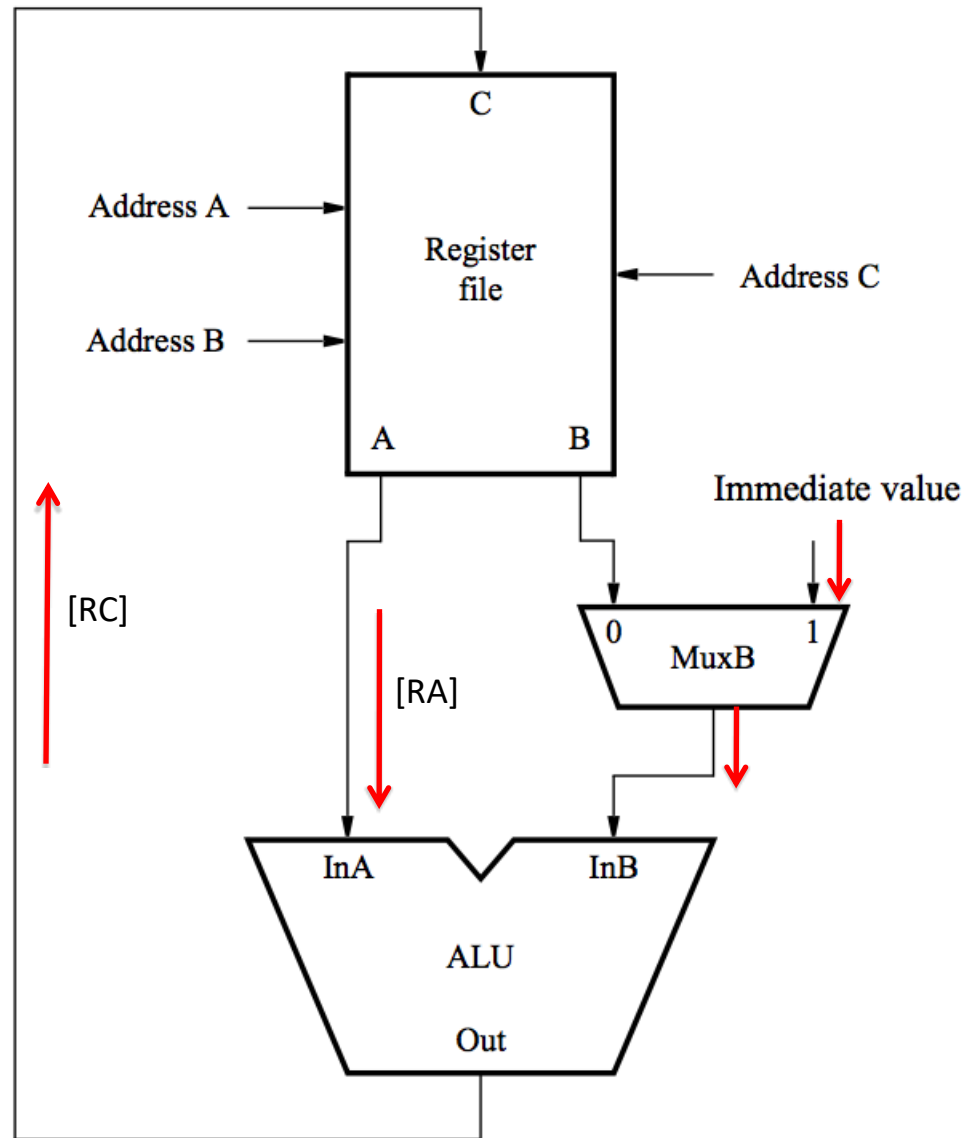 C
Address A
Register
file
Address C
Address B
A
B
Immediate value
[RC]
0
1
MuxB
[RA]
InA
InB
ALU
Out